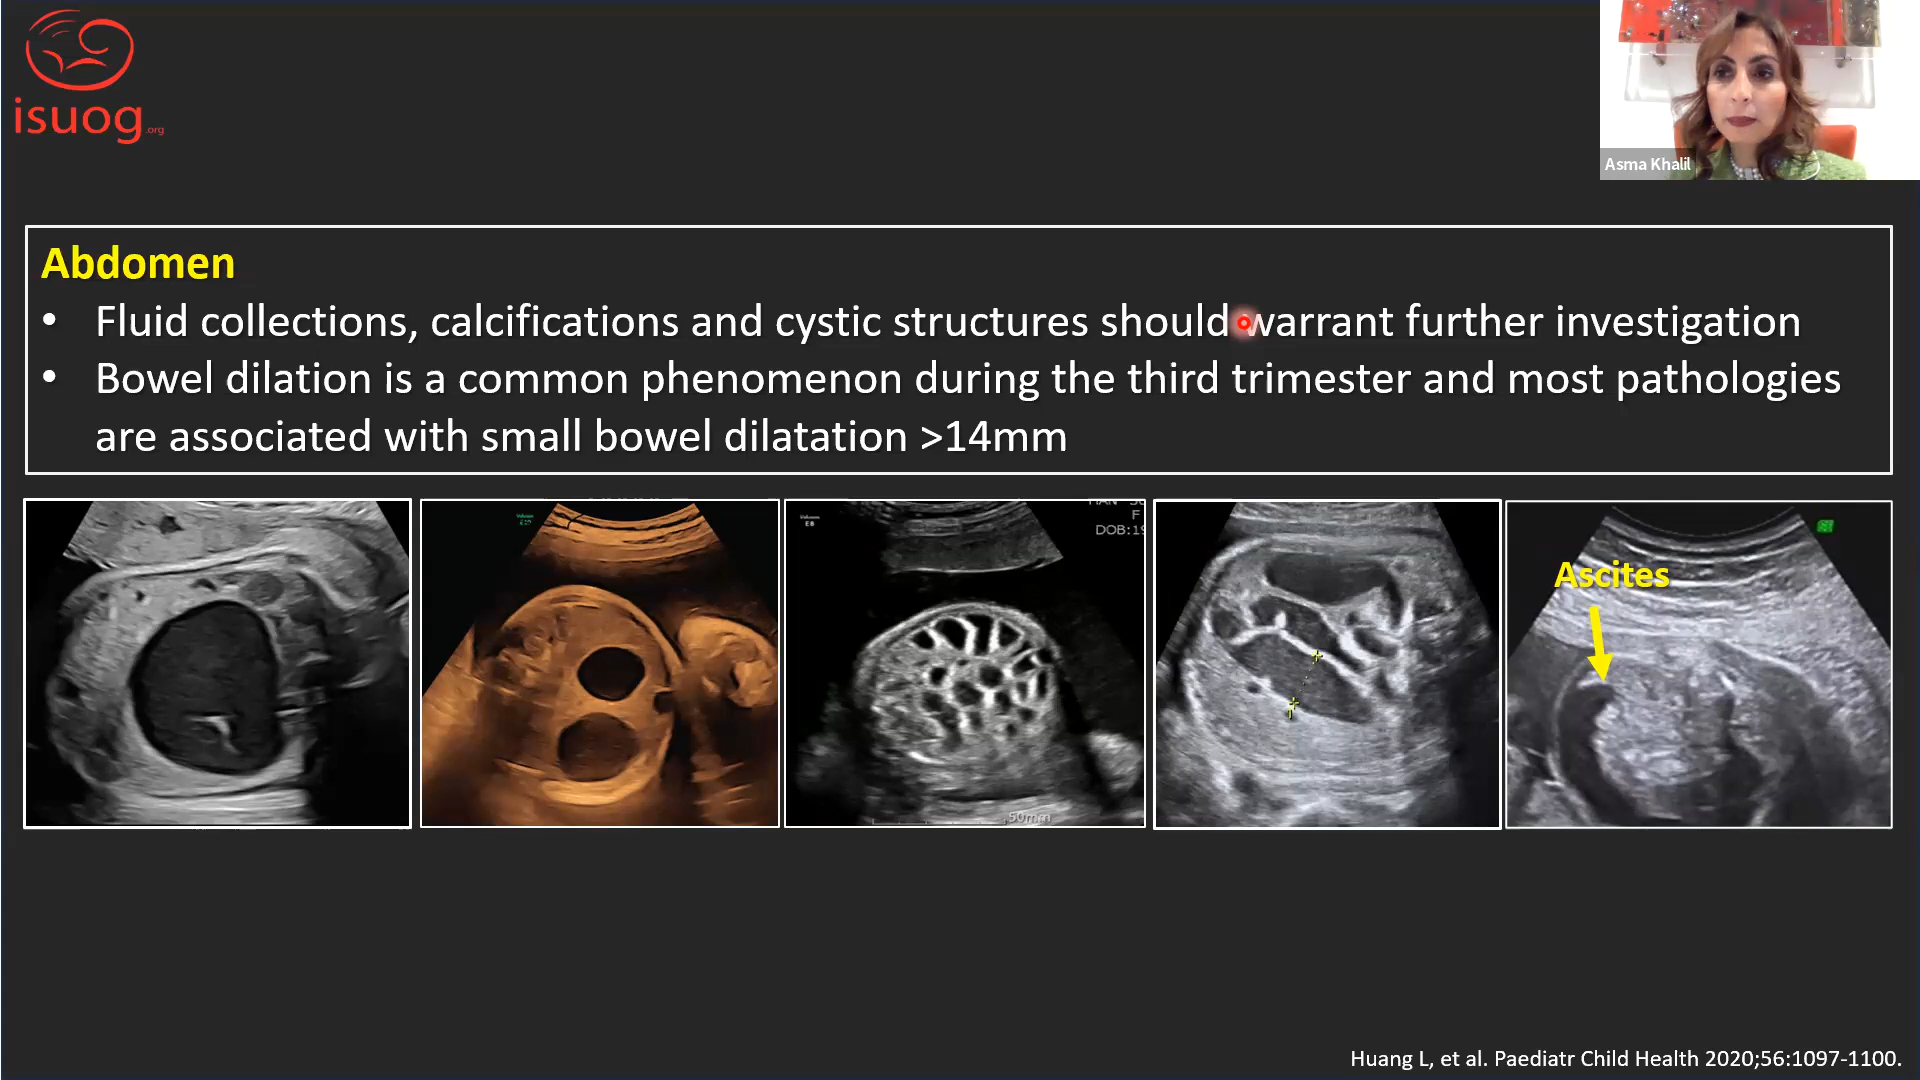 isuog.org
Asma Khalil
Abdomen
• Fluid collections, calcifications and cystic structures should warrant further investigation
• Bowel dilation is a common phenomenon during the third trimester and most pathologies
are associated with small bowel dilatation >14mm
F
DOB:19
E8
Ascites
50mm
Huang L, et al. Paediatr Child Health 2020;56:1097-1100.